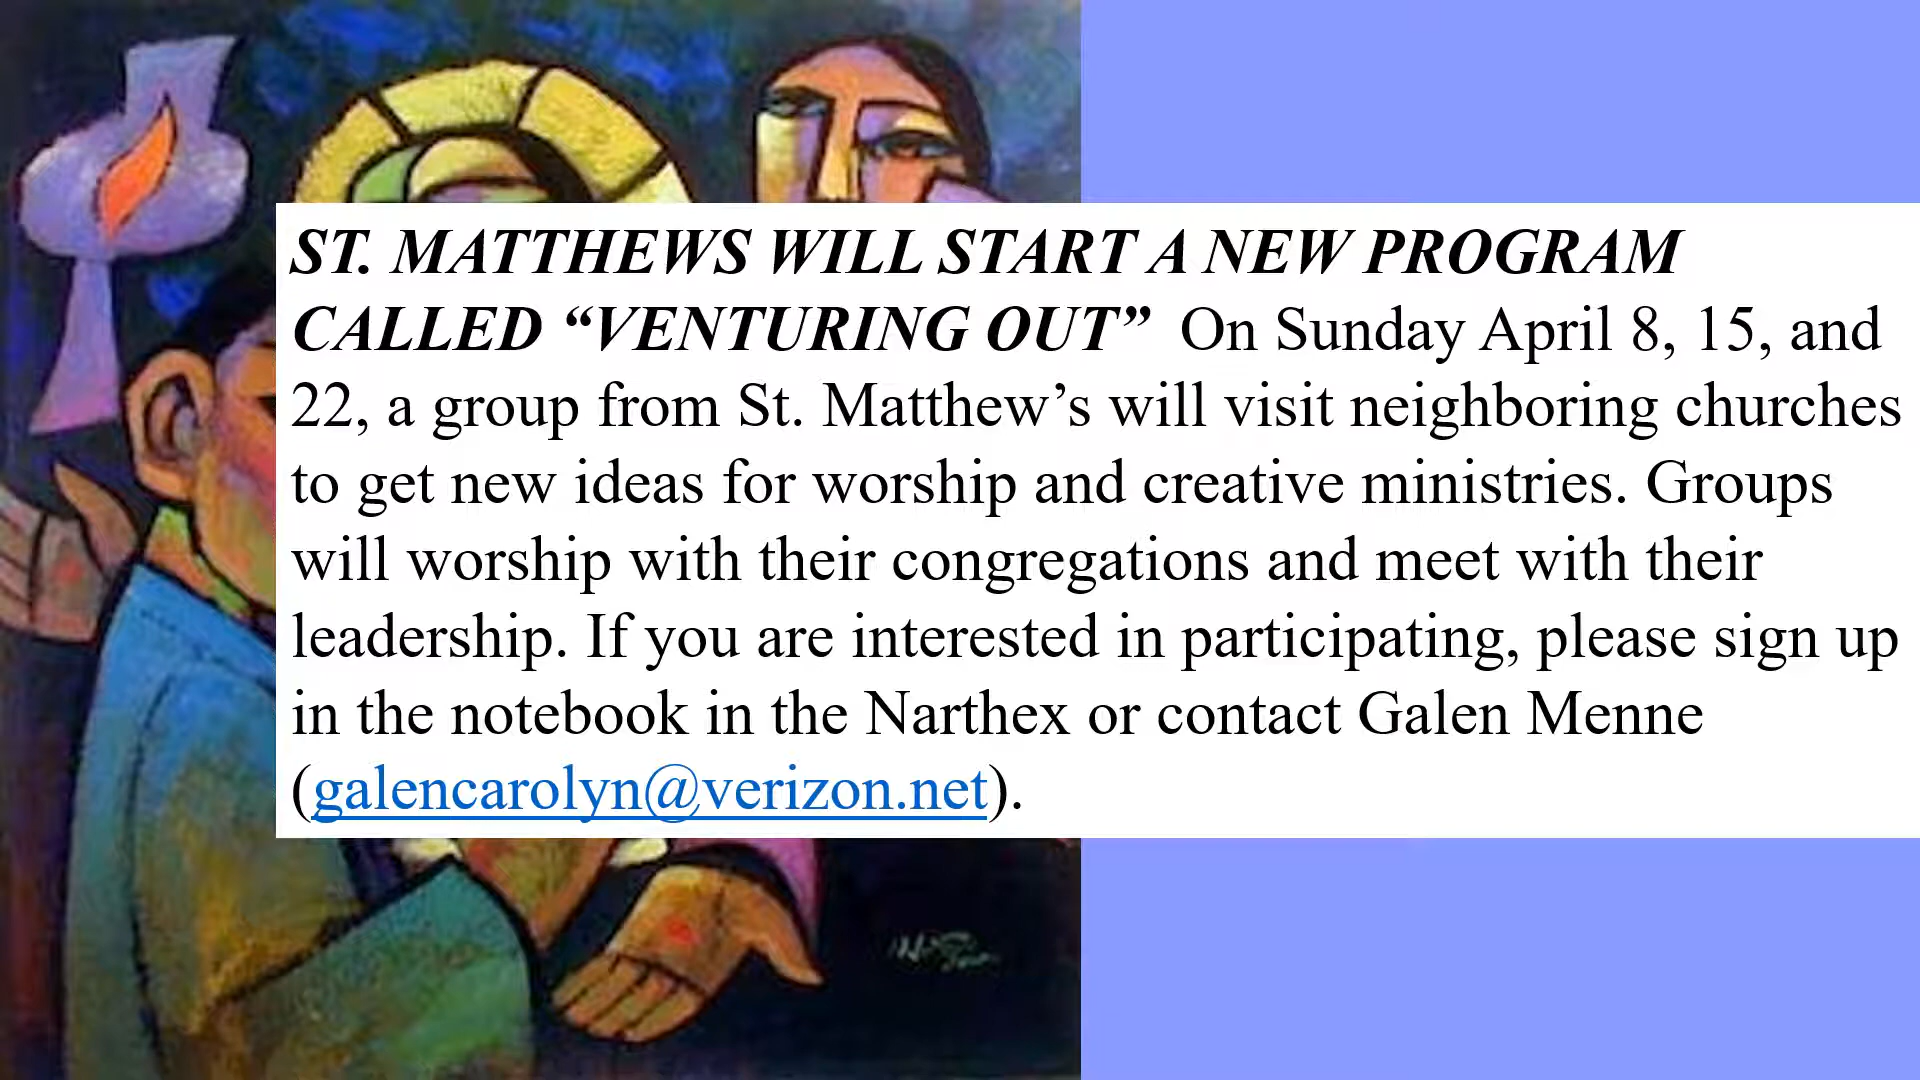 ST. MATTHEWS WILL START A NEW PROGRAM
CALLED “VENTURING OUT” On Sunday April 8, 15, and
22, a group from St. Matthew’s will visit neighboring churches
to get new ideas for worship and creative ministries. Groups
will worship with their congregations and meet with their
leadership. If you are interested in participating, please sign up
in the notebook in the Narthex or contact Galen Menne
(galencarolyn@verizon.net).